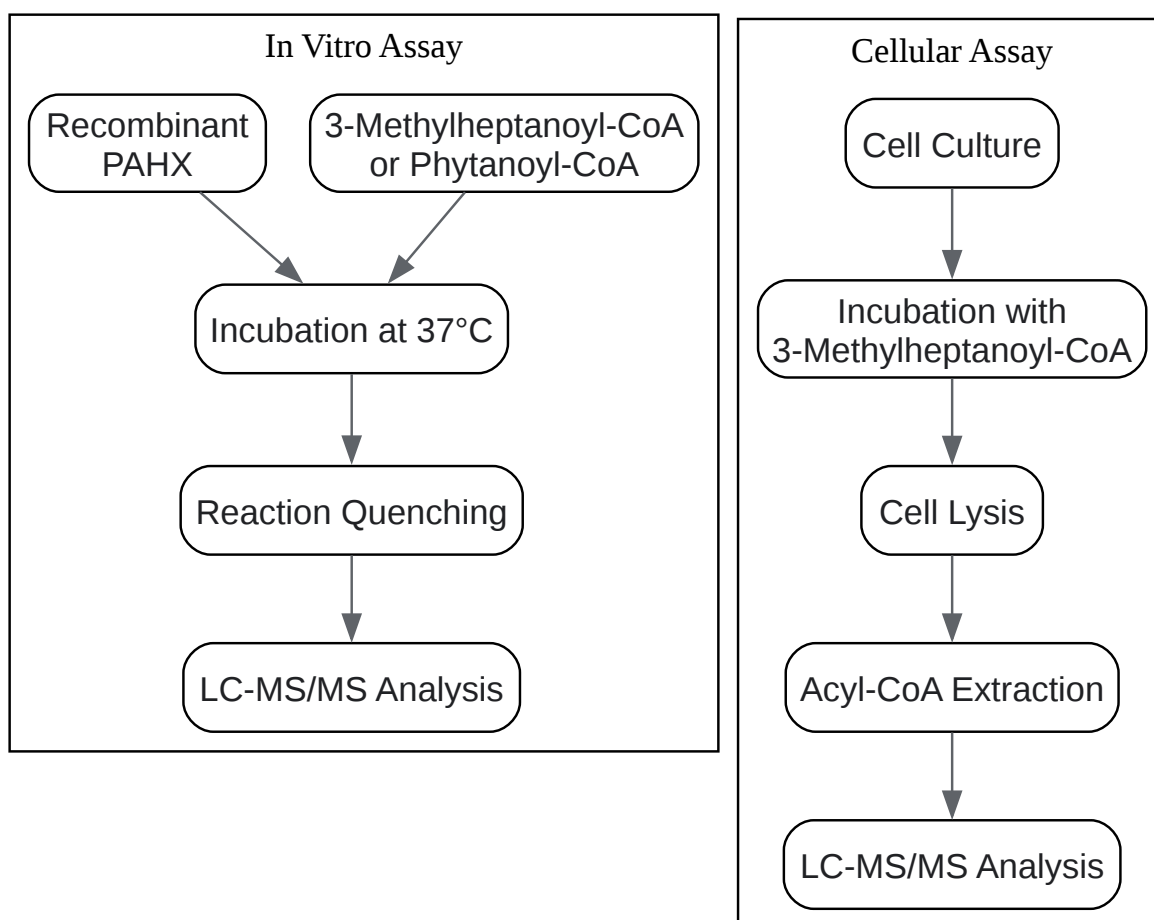 In Vitro Assay
Recombinant
PAHX
3-Methylheptanoyl-CoA
or Phytanoyl-CoA
Incubation at 37°C
Reaction Quenching
LC-MS/MS Analysis
Cellular Assay
Cell Culture
Incubation with
3-Methylheptanoyl-CoA
Cell Lysis
Acyl-CoA Extraction
LC-MS/MS Analysis